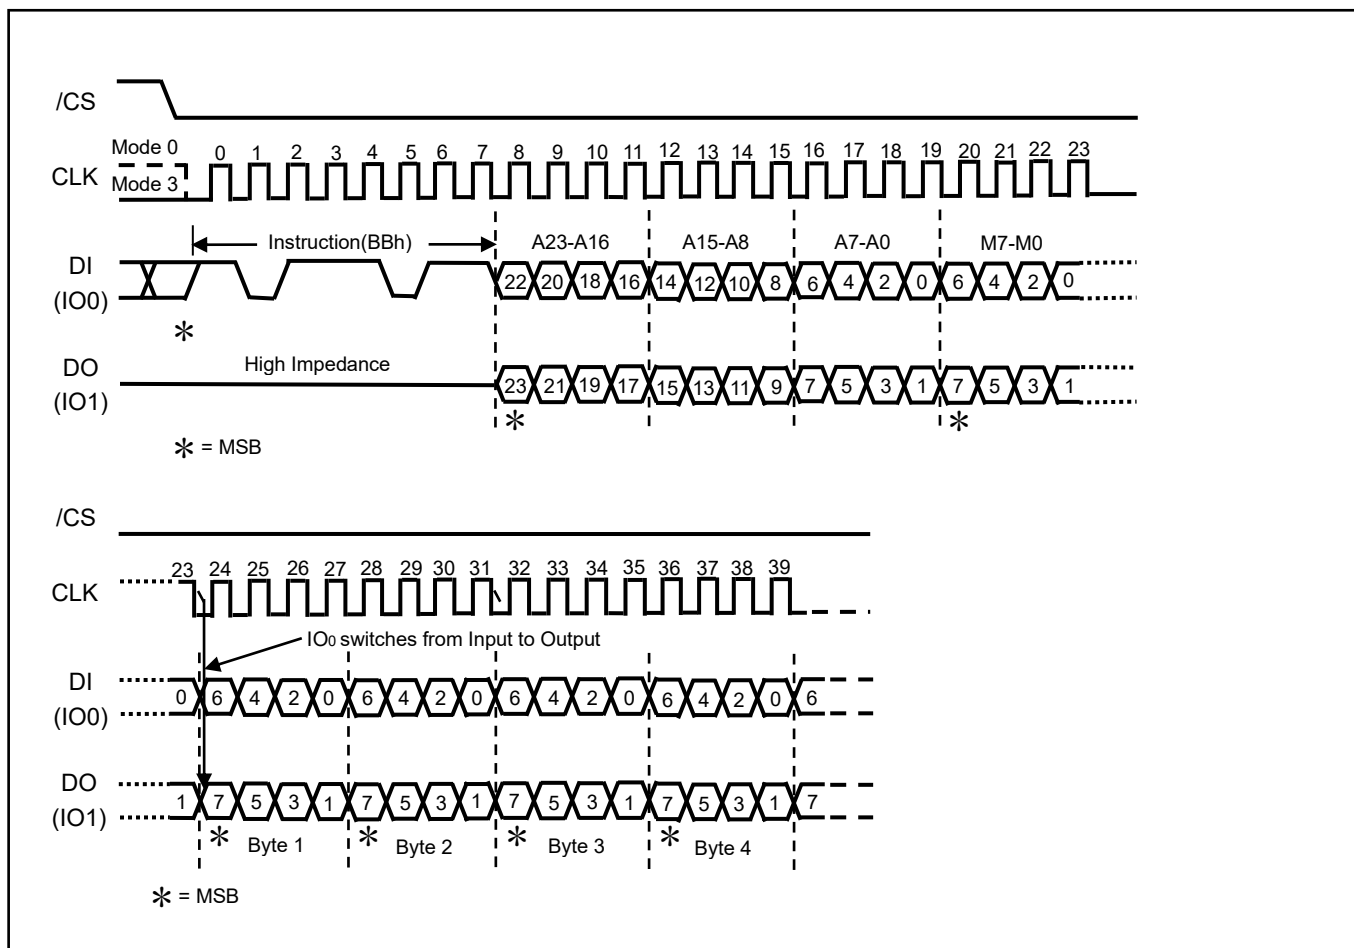 /CS
Mode 0
CLK
Mode 3
0 1 2 3 4 5 6 7 8 9 10 11 12 13 14 15 16 17 18 19 20 21 22 23
Instruction(BBh) A23-A16 A15-A8 A7-A0 M7-M0
DI
(IO0)
22 20 18 16 14 12 10 8 6 4 2 0 6 4 2 0
*
High Impedance
DO
(IO1)
23 21 19 17 15 13 11 9 7 5 3 1 7 5 3 1
* *
* = MSB
/CS
23 24 25 26 27 28 29 30 31 32 33 34 35 36 37 38 39
CLK
IO0 switches from Input to Output
DI
(IO0)
0 6 4 2 0 6 4 2 0 6 4 2 0 6 4 2 0 6
DO
(IO1)
1 7 5 3 1 7 5 3 1 7 5 3 1 7 5 3 1 7
* Byte 1 * Byte 2 * Byte 3 * Byte 4
* = MSB